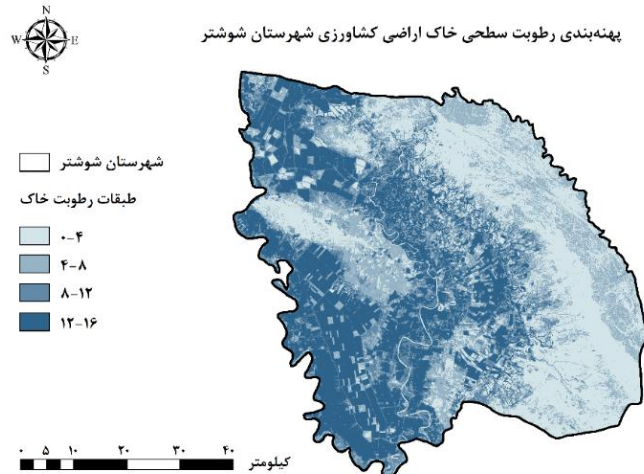 پهنه‌بندی رطوبت سطحی خاک اراضی کشاورزی شهرستان شوشتر
N
W E
S
شهرستان شوشتر
طبقات رطوبت خاک
۰-۴
۴-۸
۸-۱۲
۱۲-۱۶
۰ ۵ ۱۰ ۲۰ ۳۰ ۴۰
کیلومتر